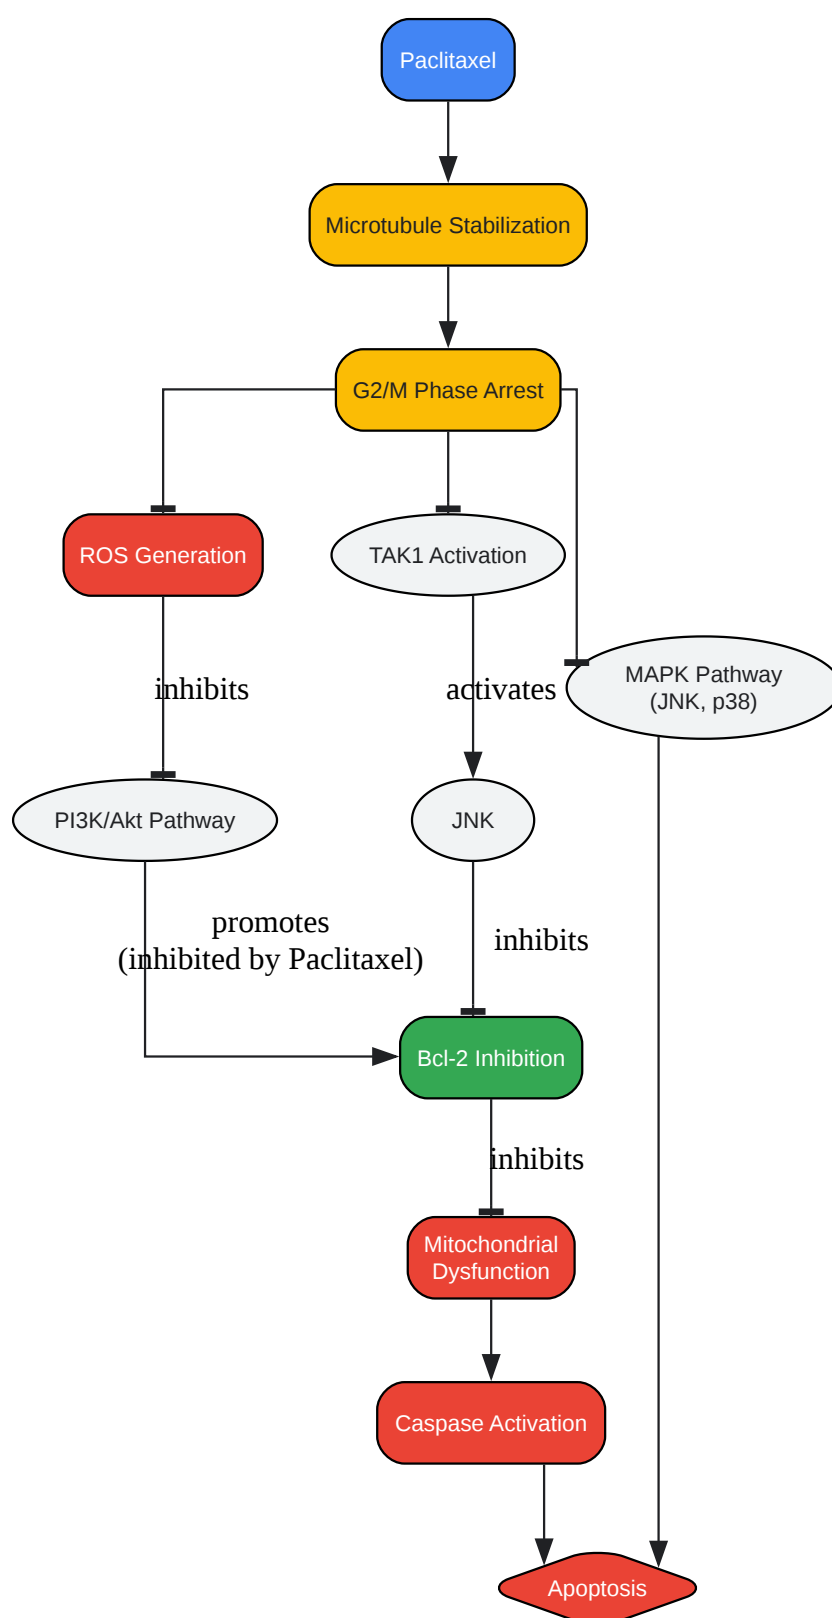 Paclitaxel
Microtubule Stabilization
G2/M Phase Arrest
ROS Generation
TAK1 Activation
inhibits
activates
MAPK Pathway
(JNK, p38)
PI3K/Akt Pathway
JNK
promotes
(inhibited by Paclitaxel)
inhibits
Bcl-2 Inhibition
inhibits
Mitochondrial
Dysfunction
Caspase Activation
Apoptosis